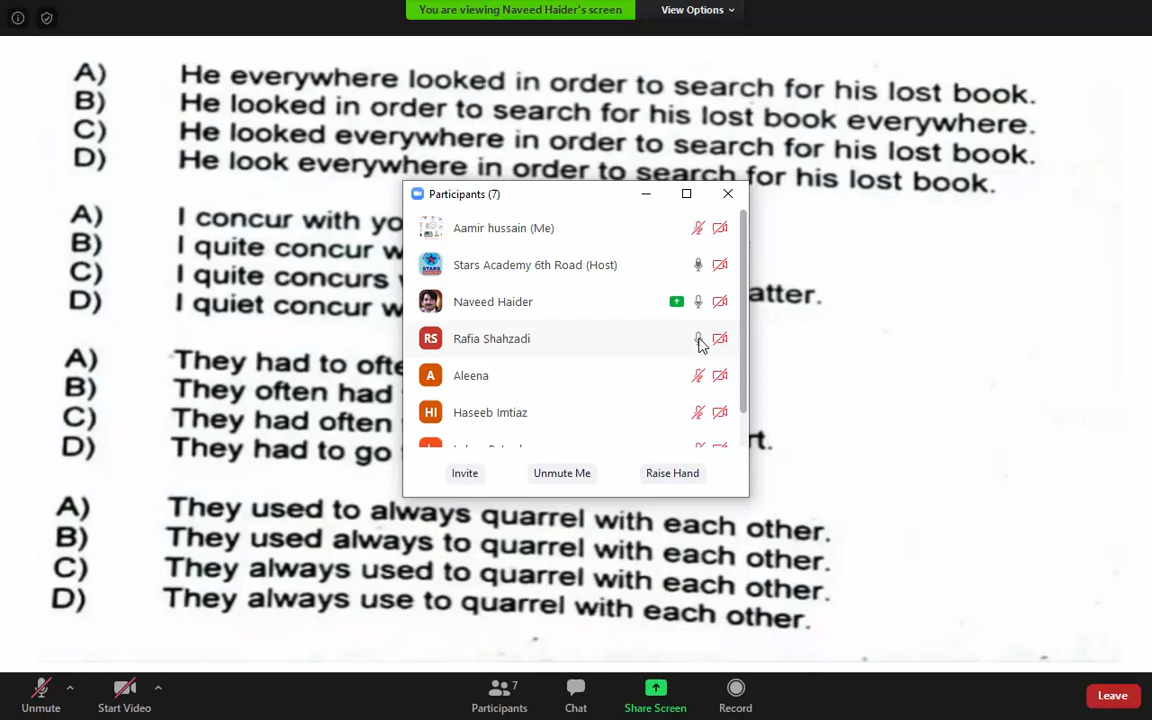 You are viewing Naveed Haider's screen
View Options
A) He everywhere looked in order to search for his lost book.
B) He looked in order to search for his lost book everywhere.
C) He looked everywhere in order to search for his lost book.
D) He look everywhere in order to search for his lost book.
A) I concur with
B) I quite concur
C) I quite concurs
D) I quiet concur atter.
A) They had to
B) They often had
C) They had often
D) They had to go
A) They used to always quarrel with each other.
B) They used always to quarrel with each other.
C) They always used to quarrel with each other.
D) They always use to quarrel with each other.
Participants (7)
Aamir hussain (Me)
Stars Academy 6th Road (Host)
STARS
Naveed Haider
RS Rafia Shahzadi
A Aleena
HI Haseeb Imtiaz
Invite
Unmute Me
Raise Hand
Unmute
Start Video
Participants
7
Chat
Share Screen
Record
Leave